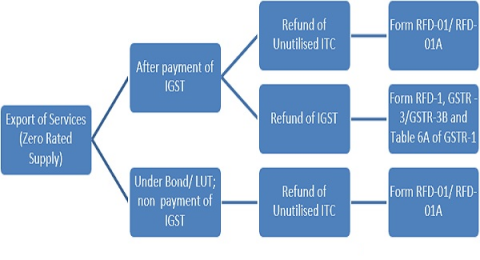 Export of Services
(Zero Rated
Supply)
After payment of
IGST
Under Bond/ LUT;
non payment of
IGST
Refund of
Unutilised ITC
Refund of IGST
Refund of
Unutilised ITC
Form RFD-01/ RFD-
01A
Form RFD-1, GSTR -
3/GSTR-3B and
Table 6A of GSTR-1
Form RFD-01/ RFD-
01A